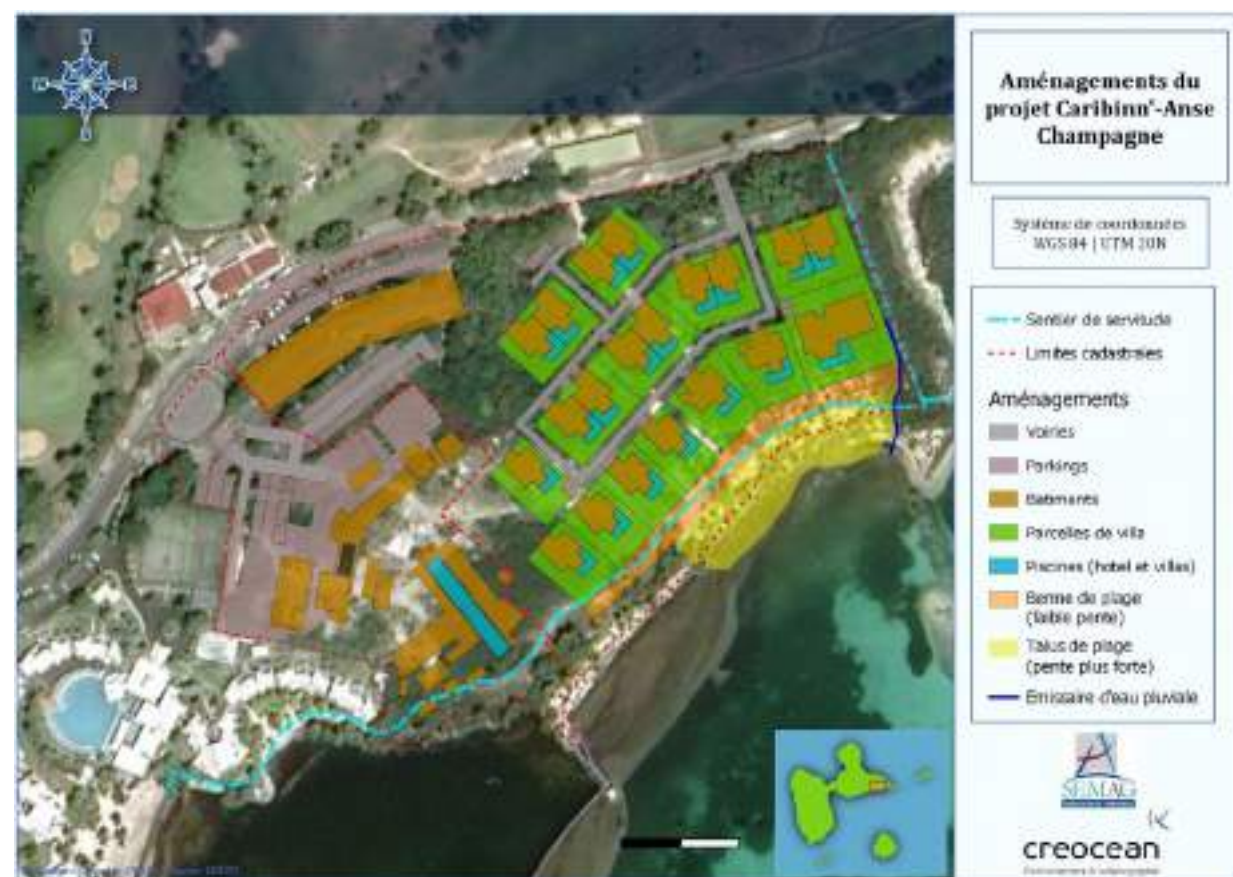 Aménagements du
projet Caribinn'-Anse
Champagne
Système de coordonnées
WGS 84 | UTM 20N
Sentier de servitude
Limites cadastrales
Aménagements
Voiries
Parkings
Batiments
Parcelles de villa
Piscines (hotel et villas)
Berme de plage
(faible pente)
Talus de plage
(pente plus forte)
Emissaire d'eau pluviale
SEMAG
creocean